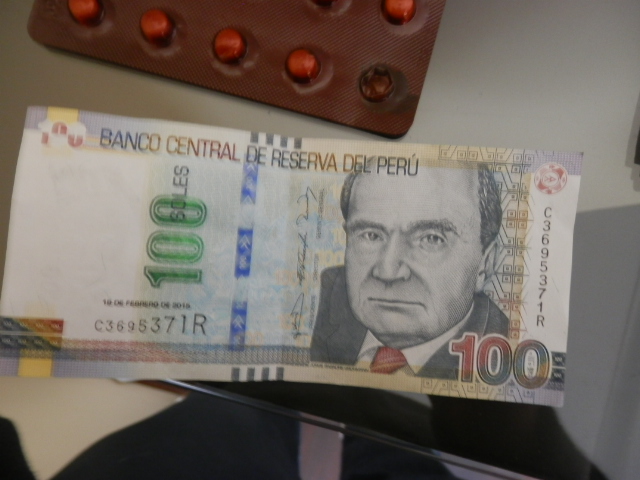 BANCO CENTRAL DE RESERVA DEL PERÚ
100
SOLES
C3695371R
100
C3695371R